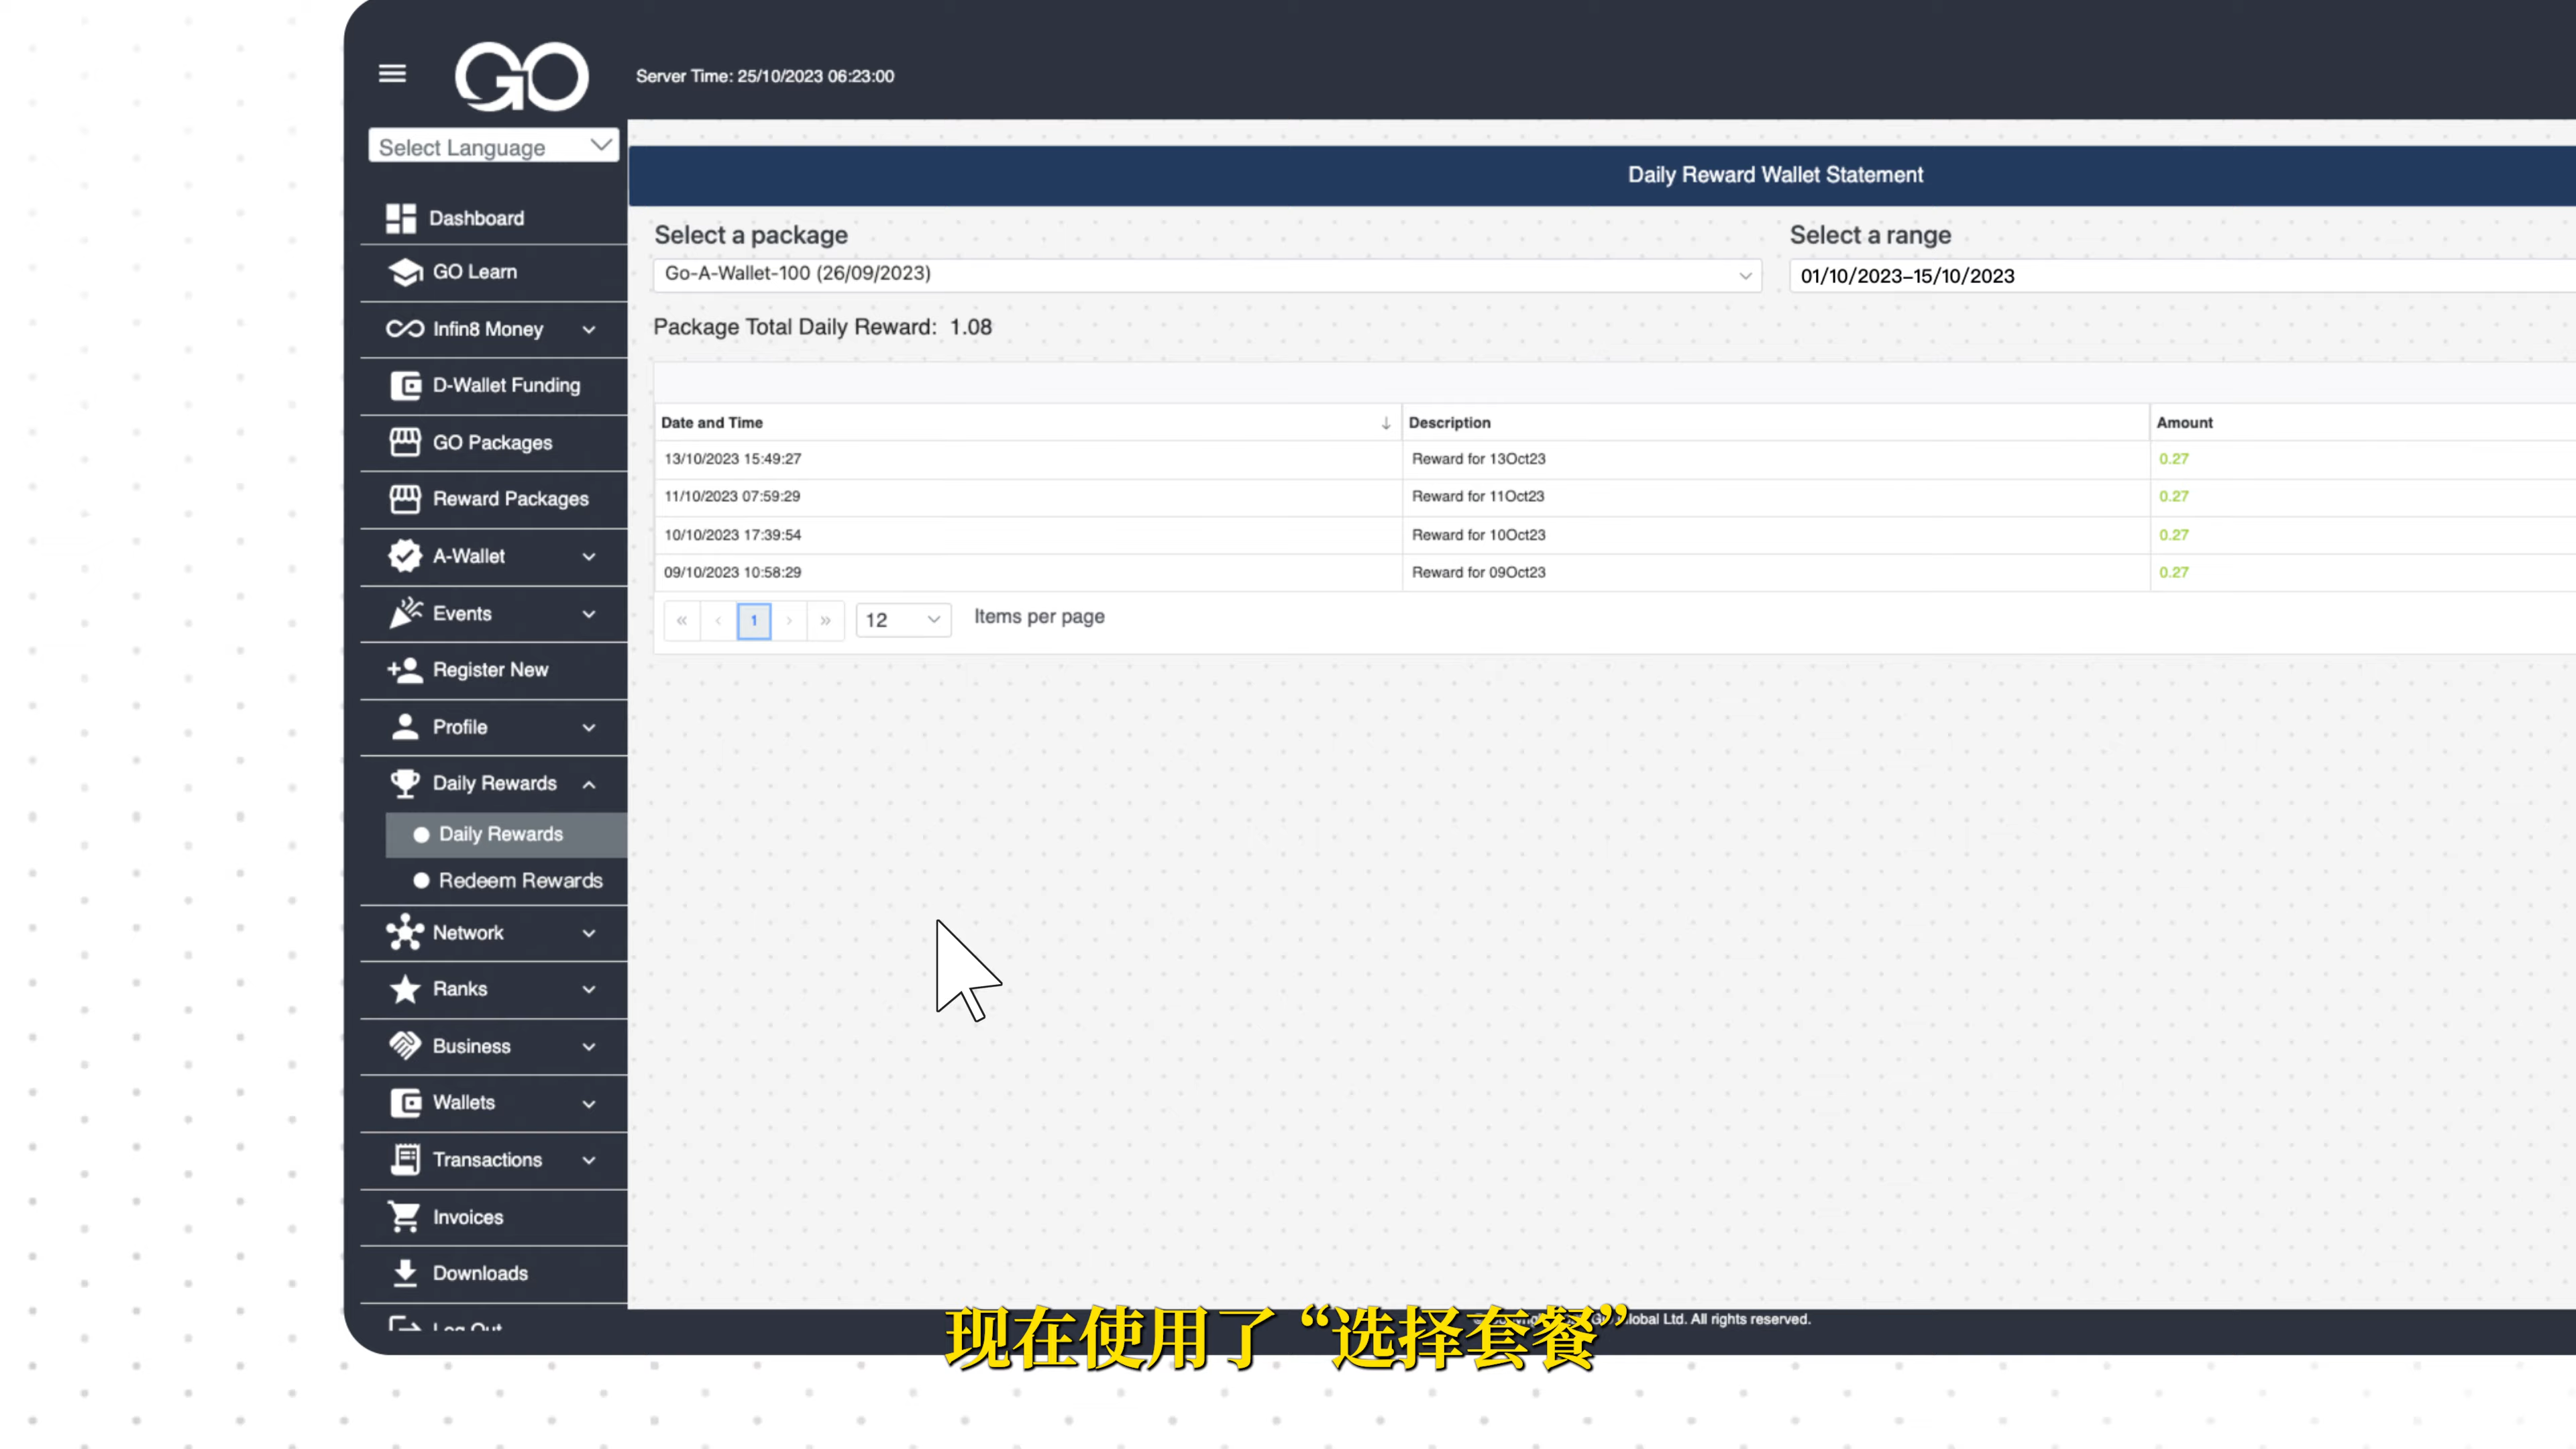 GO
Server Time: 25/10/2023 06:23:00
Select Language
Dashboard
GO Learn
Infin8 Money
D-Wallet Funding
GO Packages
Reward Packages
A-Wallet
Events
Register New
Profile
Daily Rewards
Daily Rewards
Redeem Rewards
Network
Ranks
Business
Wallets
Transactions
Invoices
Downloads
Log Out
Daily Reward Wallet Statement
Select a package
Go-A-Wallet-100 (26/09/2023)
Select a range
01/10/2023–15/10/2023
Package Total Daily Reward: 1.08
Date and Time ↓ Description Amount
13/10/2023 15:49:27 Reward for 13Oct23 0.27
11/10/2023 07:59:29 Reward for 11Oct23 0.27
10/10/2023 17:39:54 Reward for 10Oct23 0.27
09/10/2023 10:58:29 Reward for 09Oct23 0.27
« ‹ 1 › » 12 Items per page
Ltd. All rights reserved.
现在使用了“选择套餐”